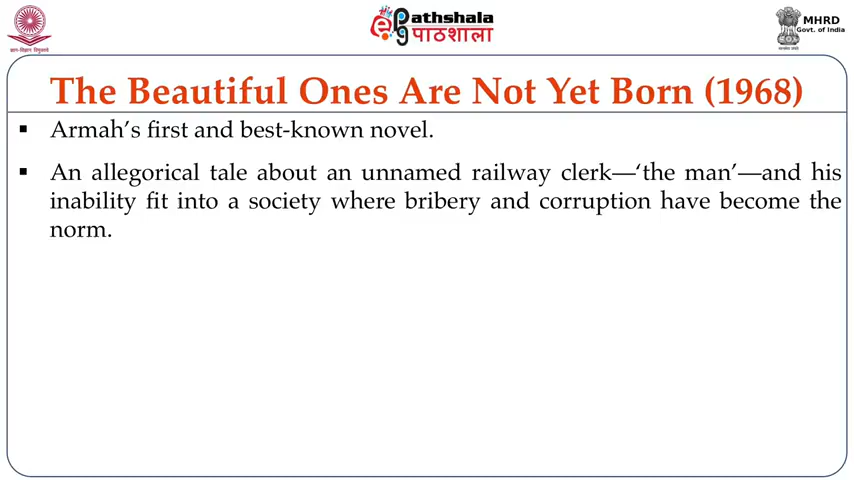 ePathshala
पाठशाला
MHRD
Govt. of India
The Beautiful Ones Are Not Yet Born (1968)
▪ Armah’s first and best-known novel.
▪ An allegorical tale about an unnamed railway clerk—‘the man’—and his
inability fit into a society where bribery and corruption have become the
norm.